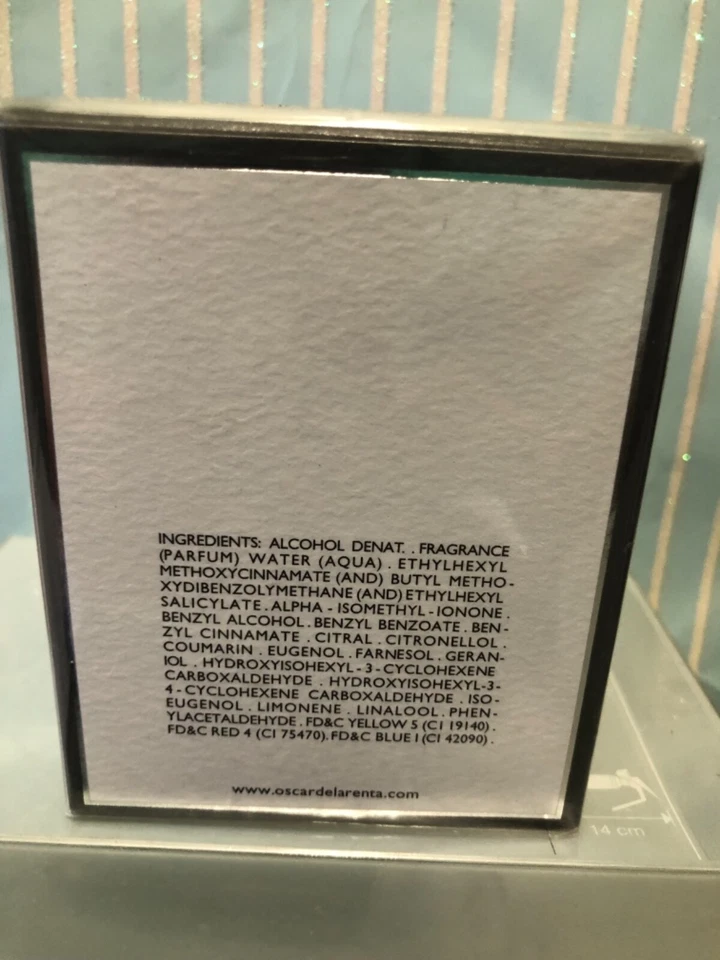 INGREDIENTS: ALCOHOL DENAT. . FRAGRANCE
(PARFUM) WATER (AQUA) . ETHYLHEXYL
METHOXYCINNAMATE (AND) BUTYL METHO-
XYDIBENZOLYMETHANE (AND) ETHYLHEXYL
SALICYLATE . ALPHA - ISOMETHYL - IONONE .
BENZYL ALCOHOL . BENZYL BENZOATE . BEN-
ZYL CINNAMATE . CITRAL . CITRONELLOL .
COUMARIN . EUGENOL . FARNESOL . GERAN-
IOL . HYDROXYISOHEXYL - 3 - CYCLOHEXENE
CARBOXALDEHYDE . HYDROXYISOHEXYL-3-
4 - CYCLOHEXENE CARBOXALDEHYDE . ISO-
EUGENOL . LIMONENE . LINALOOL . PHEN-
YLACETALDEHYDE . FD&C YELLOW 5 (CI 19140) .
FD&C RED 4 (CI 75470). FD&C BLUE 1 (CI 42090) .
www.oscardelarenta.com
14 cm